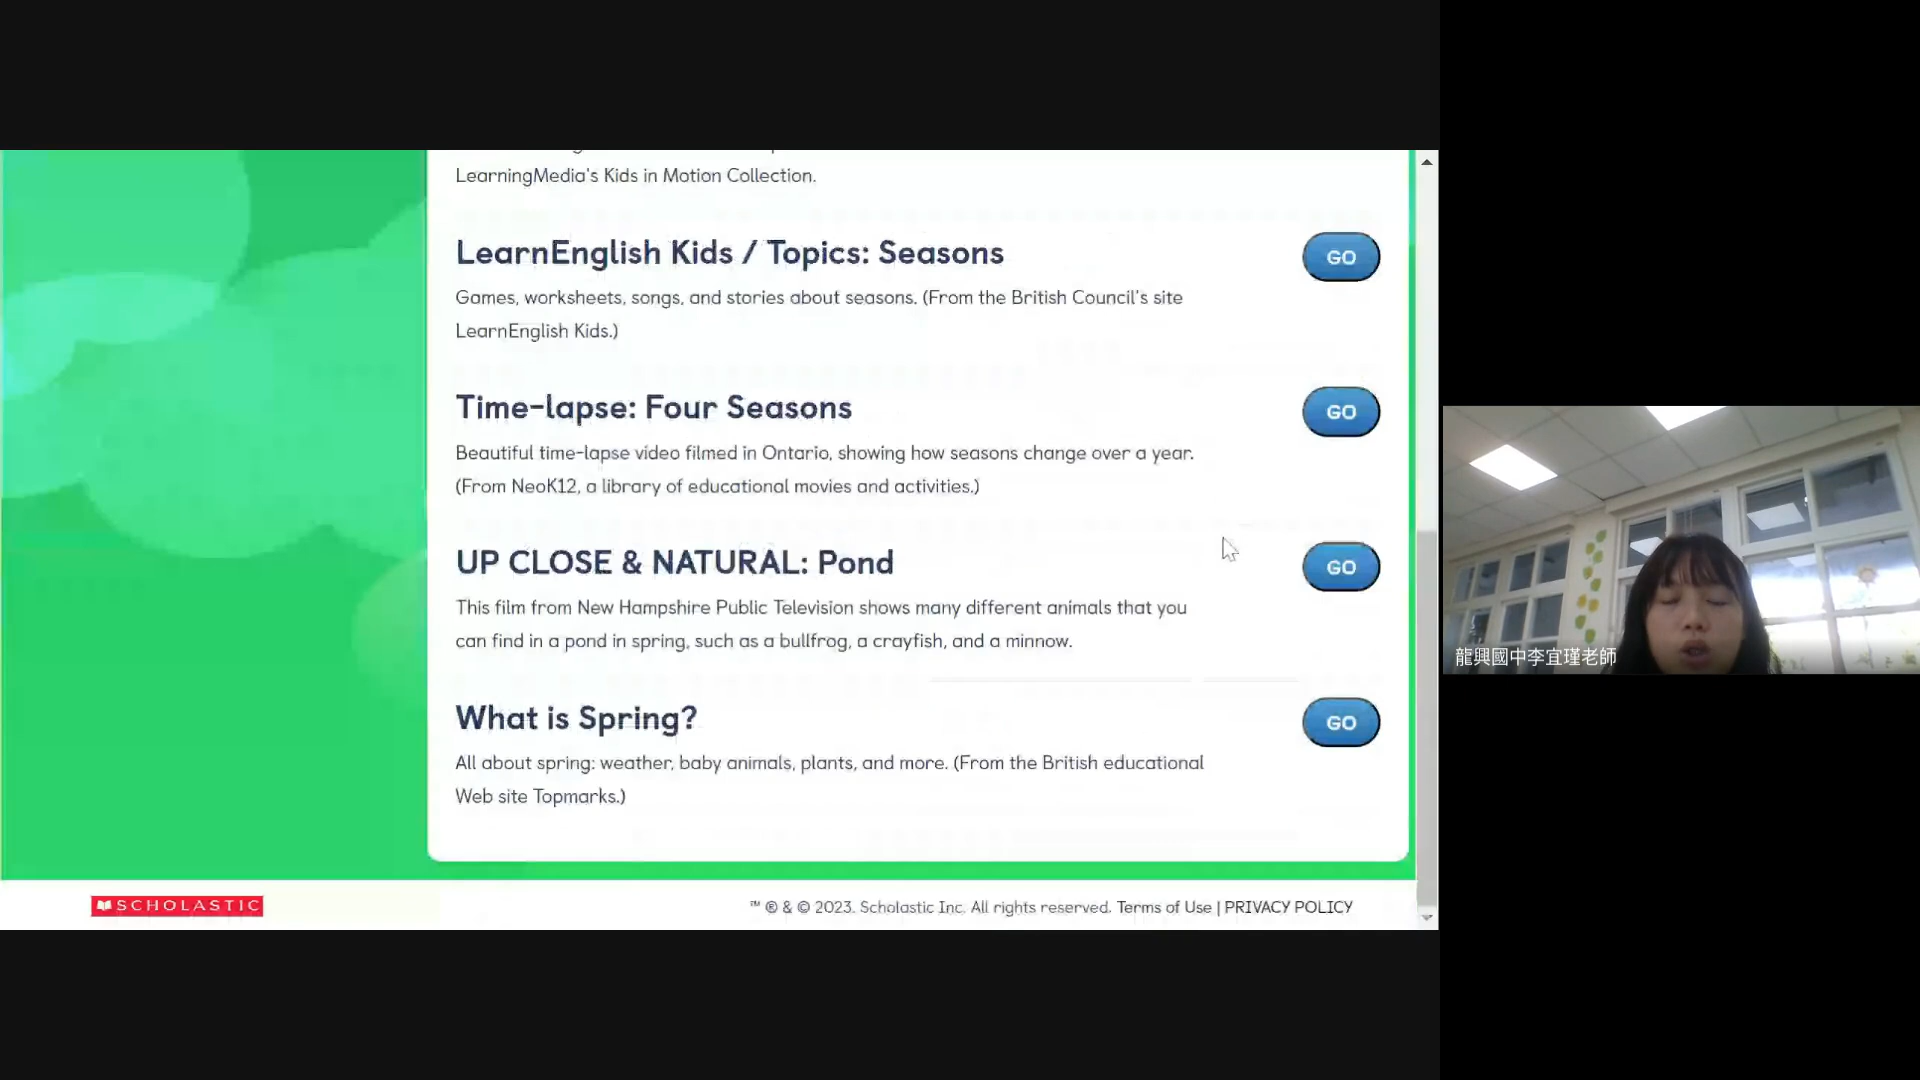 LearningMedia's Kids in Motion Collection.
LearnEnglish Kids / Topics: Seasons
GO
Games, worksheets, songs, and stories about seasons. (From the British Council's site
LearnEnglish Kids.)
Time-lapse: Four Seasons
GO
Beautiful time-lapse video filmed in Ontario, showing how seasons change over a year.
(From NeoK12, a library of educational movies and activities.)
UP CLOSE & NATURAL: Pond
GO
This film from New Hampshire Public Television shows many different animals that you
can find in a pond in spring, such as a bullfrog, a crayfish, and a minnow.
What is Spring?
GO
All about spring: weather, baby animals, plants, and more. (From the British educational
Web site Topmarks.)
SCHOLASTIC
™ ® & © 2023. Scholastic Inc. All rights reserved. Terms of Use | PRIVACY POLICY
龍興國中李宜瑾老師